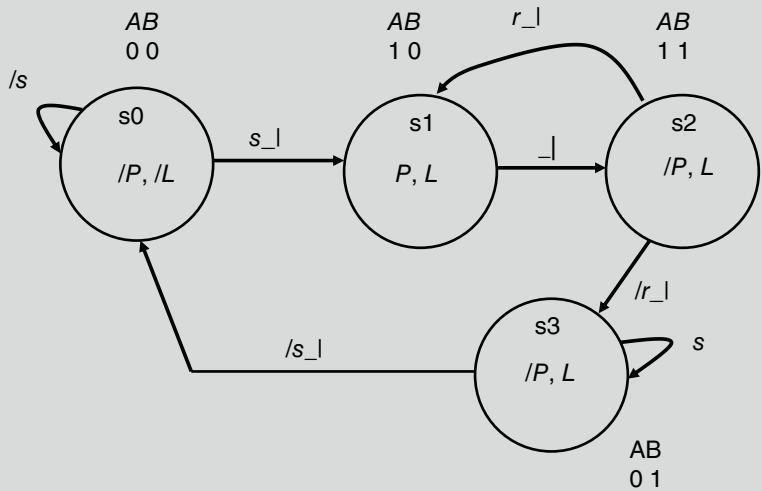 AB
0 0
AB
1 0
r_|
AB
1 1
/s
s0
/P, /L
s_|
s1
P, L
_|
s2
/P, L
/r_|
s3
/P, L
s
/s_|
AB
0 1